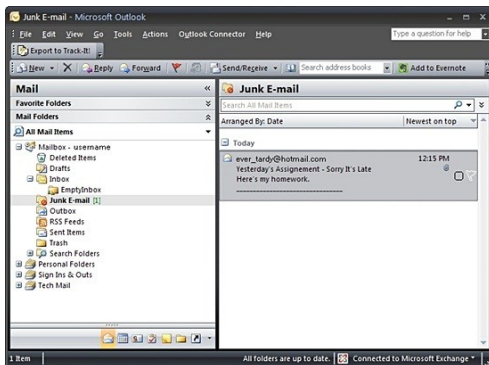 Junk E-mail - Microsoft Outlook
File Edit View Go Tools Actions Outlook Connector Help
Type a question for help
Export to Track-It!
New Reply Forward Send/Receive Search address books Add to Evernote
Mail
Favorite Folders
Mail Folders
All Mail Items
Mailbox - username
Deleted Items
Drafts
Inbox
EmptyInbox
Junk E-mail [1]
Outbox
RSS Feeds
Sent Items
Trash
Search Folders
Personal Folders
Sign Ins & Outs
Tech Mail
Junk E-mail
Search All Mail Items
Arranged By: Date Newest on top
Today
ever_tardy@hotmail.com 12:15 PM
Yesterday's Assignement - Sorry It's Late
Here's my homework.
1 Item All folders are up to date. Connected to Microsoft Exchange